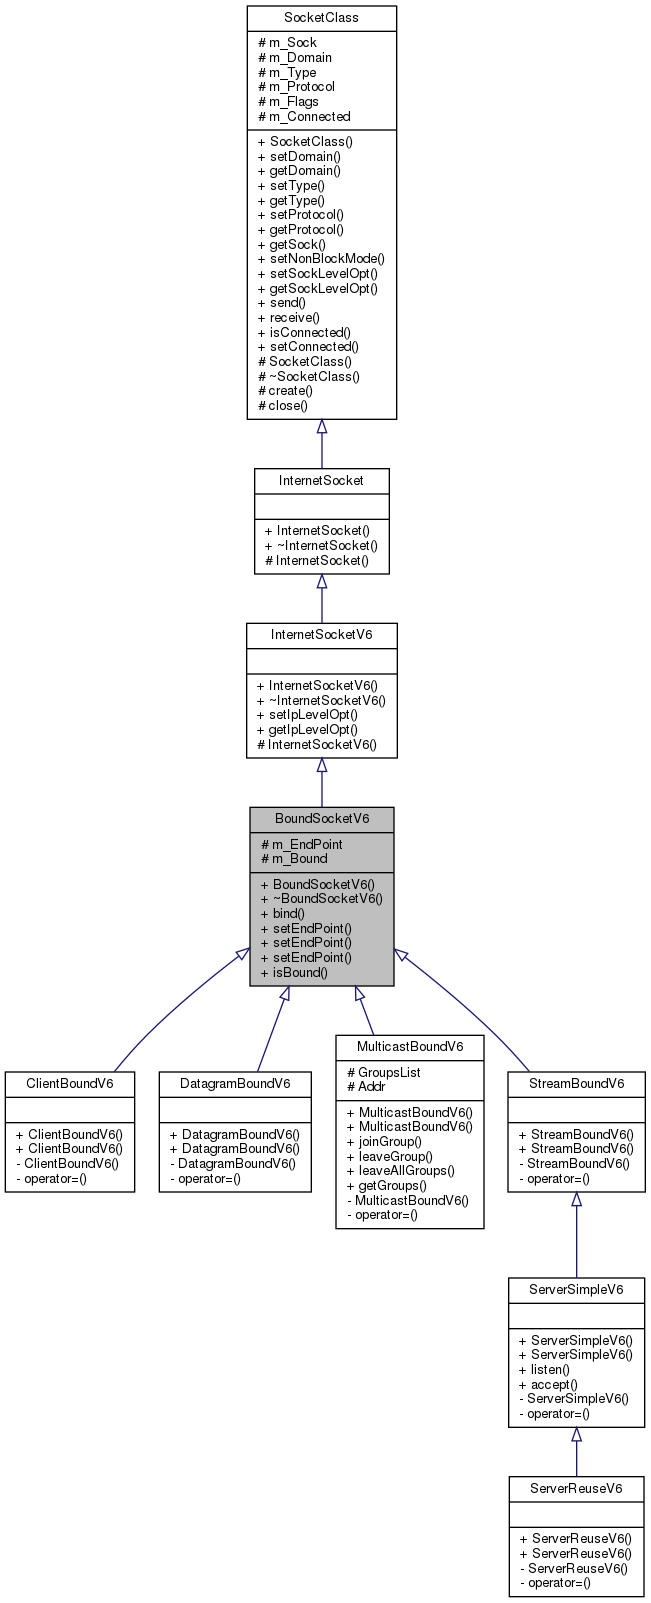 SocketClass
# m_Sock
# m_Domain
# m_Type
# m_Protocol
# m_Flags
# m_Connected
+ SocketClass()
+ setDomain()
+ getDomain()
+ setType()
+ getType()
+ setProtocol()
+ getProtocol()
+ getSock()
+ setNonBlockMode()
+ setSockLevelOpt()
+ getSockLevelOpt()
+ send()
+ receive()
+ isConnected()
+ setConnected()
# SocketClass()
# ~SocketClass()
# create()
# close()
InternetSocket
+ InternetSocket()
+ ~InternetSocket()
# InternetSocket()
InternetSocketV6
+ InternetSocketV6()
+ ~InternetSocketV6()
+ setIpLevelOpt()
+ getIpLevelOpt()
# InternetSocketV6()
BoundSocketV6
# m_EndPoint
# m_Bound
+ BoundSocketV6()
+ ~BoundSocketV6()
+ bind()
+ setEndPoint()
+ setEndPoint()
+ setEndPoint()
+ isBound()
ClientBoundV6
+ ClientBoundV6()
+ ClientBoundV6()
- ClientBoundV6()
- operator=()
DatagramBoundV6
+ DatagramBoundV6()
+ DatagramBoundV6()
- DatagramBoundV6()
- operator=()
MulticastBoundV6
# GroupsList
# Addr
+ MulticastBoundV6()
+ MulticastBoundV6()
+ joinGroup()
+ leaveGroup()
+ leaveAllGroups()
+ getGroups()
- MulticastBoundV6()
- operator=()
StreamBoundV6
+ StreamBoundV6()
+ StreamBoundV6()
- StreamBoundV6()
- operator=()
ServerSimpleV6
+ ServerSimpleV6()
+ ServerSimpleV6()
+ listen()
+ accept()
- ServerSimpleV6()
- operator=()
ServerReuseV6
+ ServerReuseV6()
+ ServerReuseV6()
- ServerReuseV6()
- operator=()